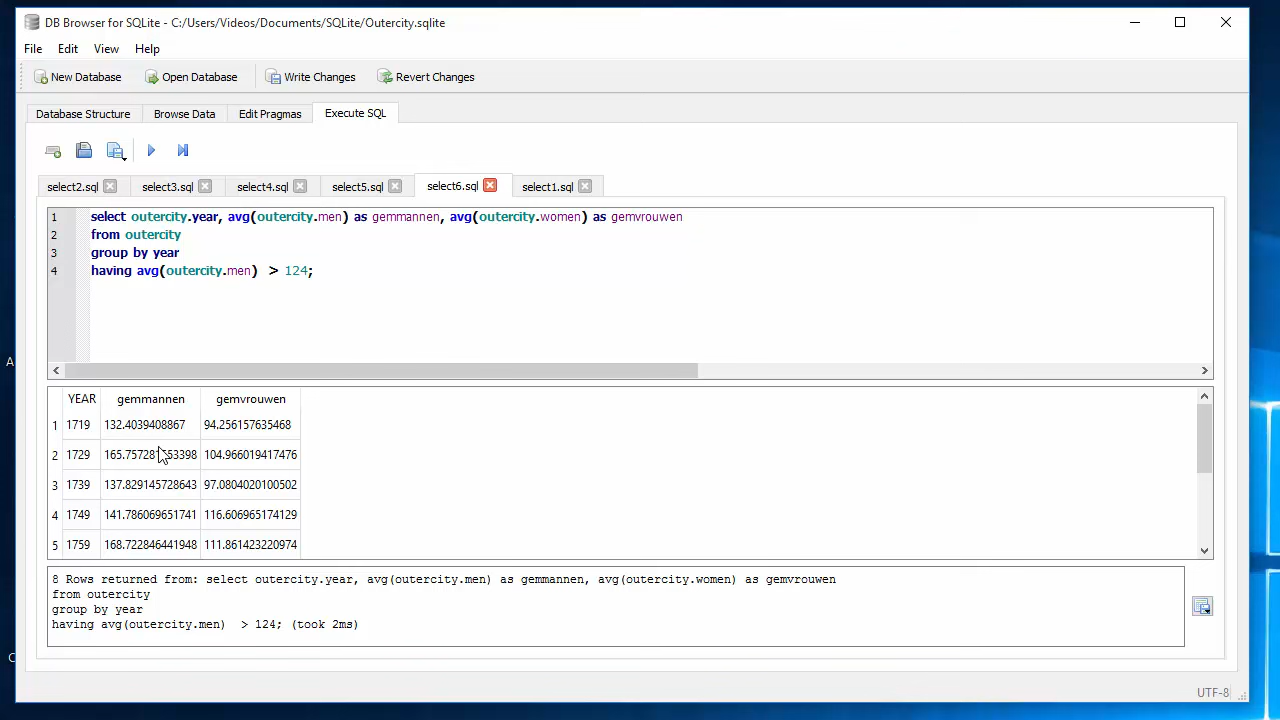 DB Browser for SQLite - C:/Users/Videos/Documents/SQLite/Outercity.sqlite
File Edit View Help
New Database Open Database Write Changes Revert Changes
Database Structure Browse Data Edit Pragmas Execute SQL
select2.sql select3.sql select4.sql select5.sql select6.sql select1.sql
1 select outercity.year, avg(outercity.men) as gemmannen, avg(outercity.women) as gemvrouwen
2 from outercity
3 group by year
4 having avg(outercity.men) > 124;
YEAR gemmannen gemvrouwen
1 1719 132.4039408867 94.256157635468
2 1729 104.966019417476
3 1739 137.829145728643 97.0804020100502
4 1749 141.786069651741 116.606965174129
5 1759 168.722846441948 111.861423220974
8 Rows returned from: select outercity.year, avg(outercity.men) as gemmannen, avg(outercity.women) as gemvrouwen
from outercity
group by year
having avg(outercity.men) > 124; (took 2ms)
UTF-8
A
C